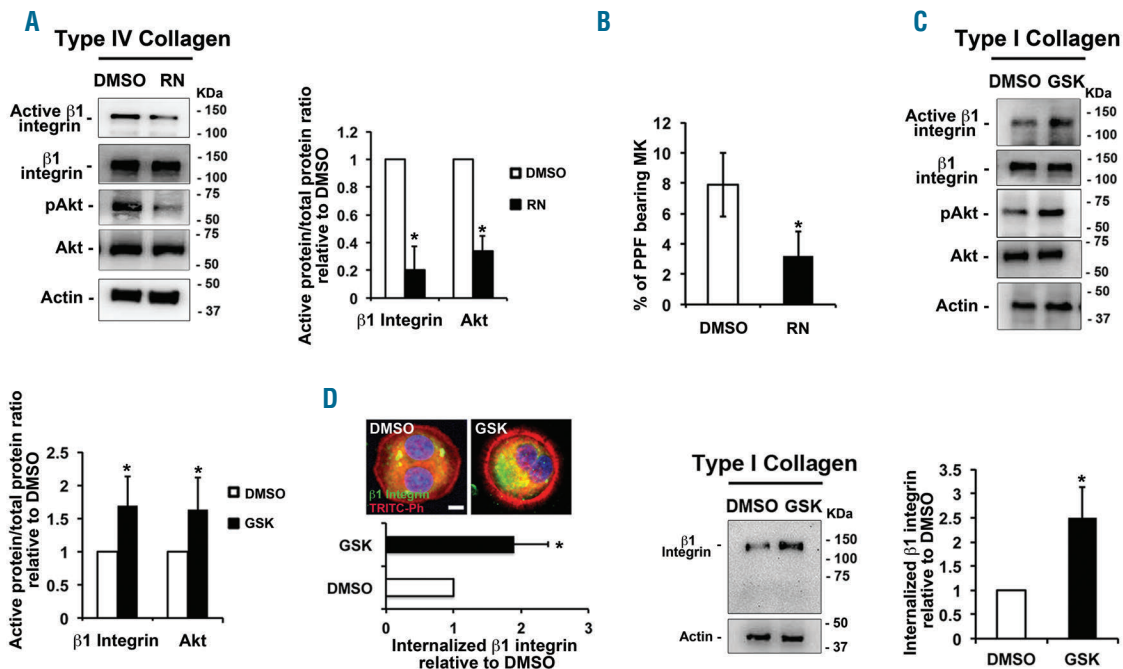 A
Type IV Collagen
DMSO RN
KDa
Active β1 integrin -
- 150
- 100
β1 integrin -
- 150
- 100
pAkt -
- 75
- 50
Akt -
- 75
- 50
Actin -
- 37
Active protein/total protein ratio
relative to DMSO
1.2
1
0.8
0.6
0.4
0.2
0
* *
β1 Integrin Akt
DMSO
RN
B
% of PPF bearing MK
12
10
8
6
4
2
0
*
DMSO RN
C
Type I Collagen
DMSO GSK
KDa
Active β1 integrin -
- 150
- 100
β1 integrin -
- 150
- 100
pAkt -
- 75
- 50
Akt -
- 75
- 50
Actin -
- 37
Active protein/total protein ratio
relative to DMSO
2.5
2
1.5
1
0.5
0
* *
β1 Integrin Akt
DMSO
GSK
D
DMSO
GSK
β1 Integrin
TRITC-Ph
GSK
*
DMSO
0 1 2 3
Internalized β1 integrin
relative to DMSO
Type I Collagen
DMSO GSK
KDa
β1 Integrin -
- 150
- 100
- 75
Actin -
- 50
- 37
Internalized β1 integrin
relative to DMSO
3.5
3
2.5
2
1.5
1
0.5
0
*
DMSO GSK